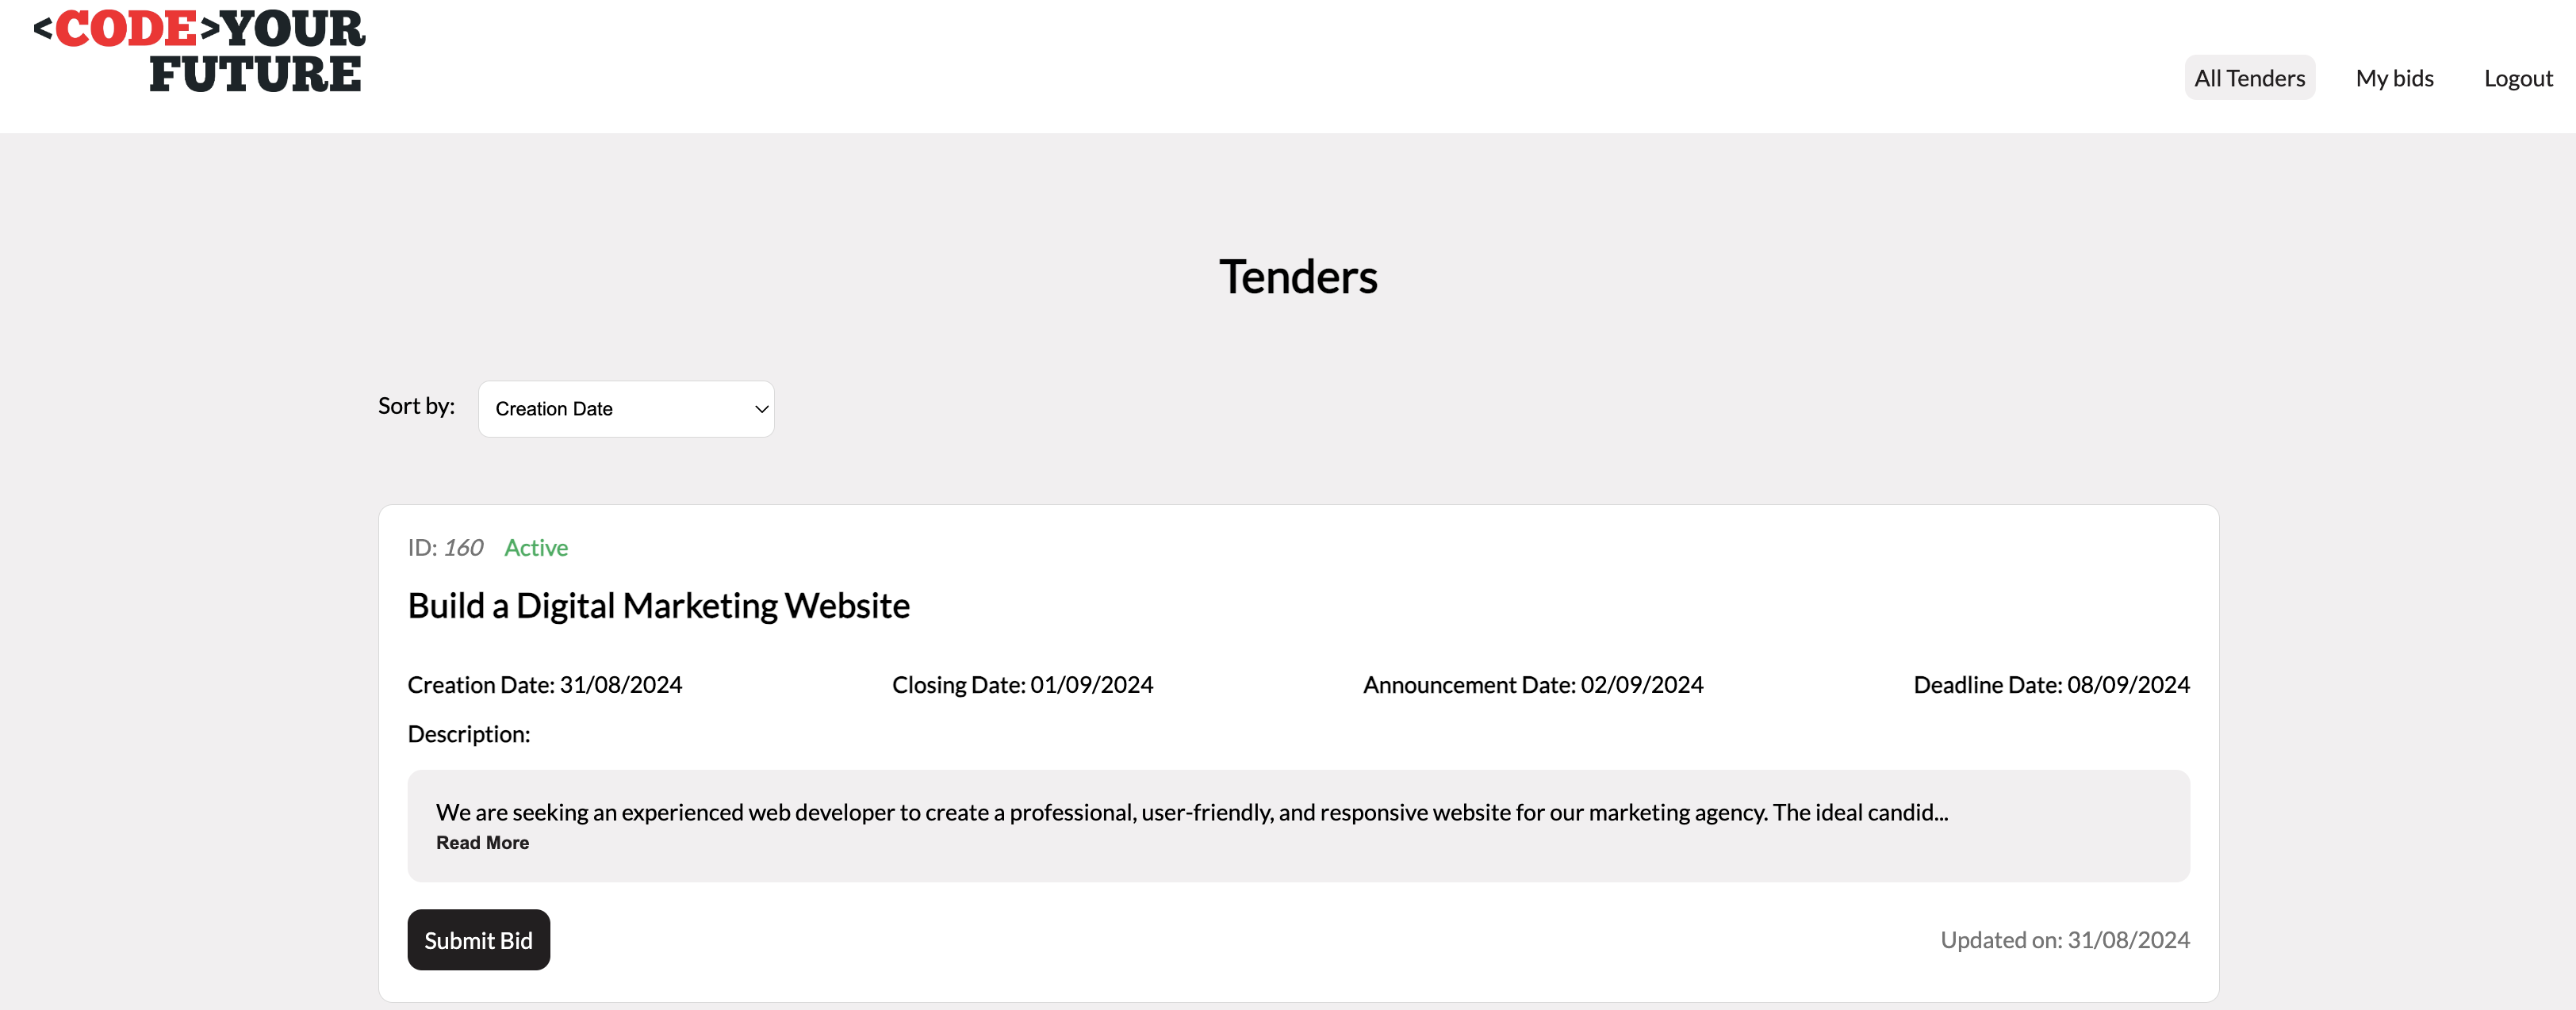 <CODE>YOUR
FUTURE
All Tenders My bids Logout
Tenders
Sort by: Creation Date
ID: 160 Active
Build a Digital Marketing Website
Creation Date: 31/08/2024 Closing Date: 01/09/2024 Announcement Date: 02/09/2024 Deadline Date: 08/09/2024
Description:
We are seeking an experienced web developer to create a professional, user-friendly, and responsive website for our marketing agency. The ideal candid...
Read More
Submit Bid Updated on: 31/08/2024